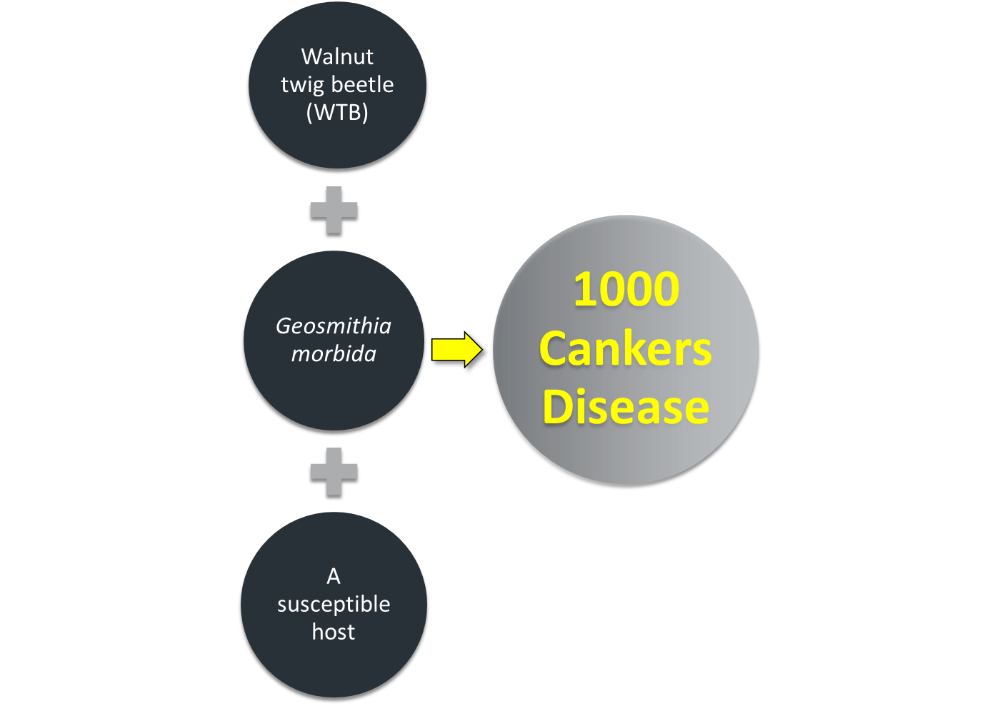 Walnut
twig beetle
(WTB)
Geosmithia
morbida
A
susceptible
host
1000
Cankers
Disease